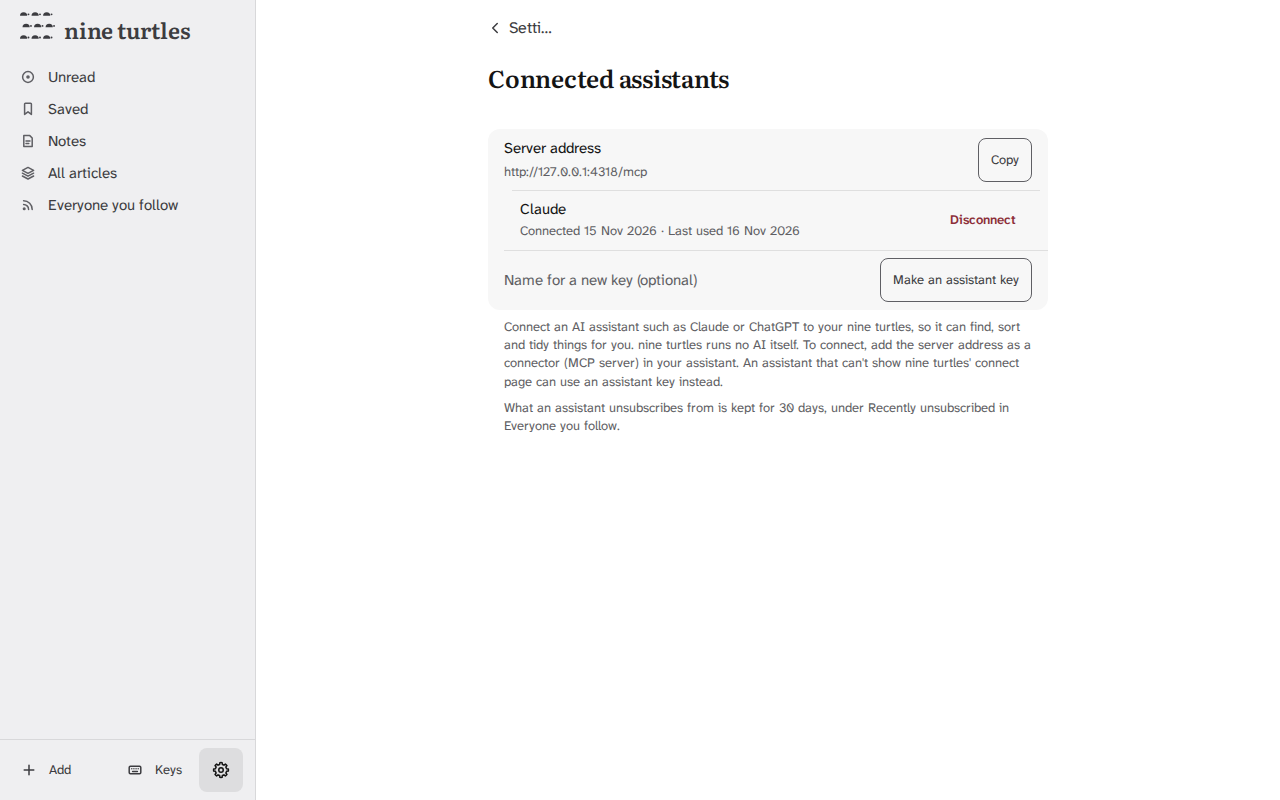 nine turtles
Unread
Saved
Notes
All articles
Everyone you follow
Add
Keys
Setti...
Connected assistants
Server address
http://127.0.0.1:4318/mcp
Copy
Claude
Connected 15 Nov 2026 · Last used 16 Nov 2026
Disconnect
Name for a new key (optional)
Make an assistant key
Connect an AI assistant such as Claude or ChatGPT to your nine turtles, so it can find, sort
and tidy things for you. nine turtles runs no AI itself. To connect, add the server address as a
connector (MCP server) in your assistant. An assistant that can't show nine turtles' connect
page can use an assistant key instead.
What an assistant unsubscribes from is kept for 30 days, under Recently unsubscribed in
Everyone you follow.